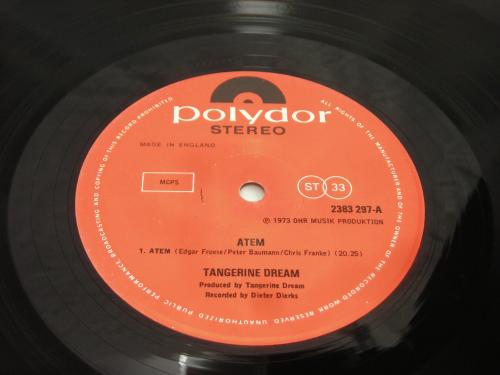 polydor
STEREO
MADE IN ENGLAND
MCPS
ST 33
2383 297-A
℗ 1973 OHR MUSIK PRODUKTION
ATEM
1. ATEM (Edgar Froese/Peter Baumann/Chris Franke) (20.25)
TANGERINE DREAM
Produced by Tangerine Dream
Recorded by Dieter Dierks
ALL RIGHTS OF THE MANUFACTURER AND OF THE OWNER OF THE RECORDED WORK RESERVED. UNAUTHORIZED PUBLIC PERFORMANCE, BROADCASTING AND COPYING OF THIS RECORD PROHIBITED